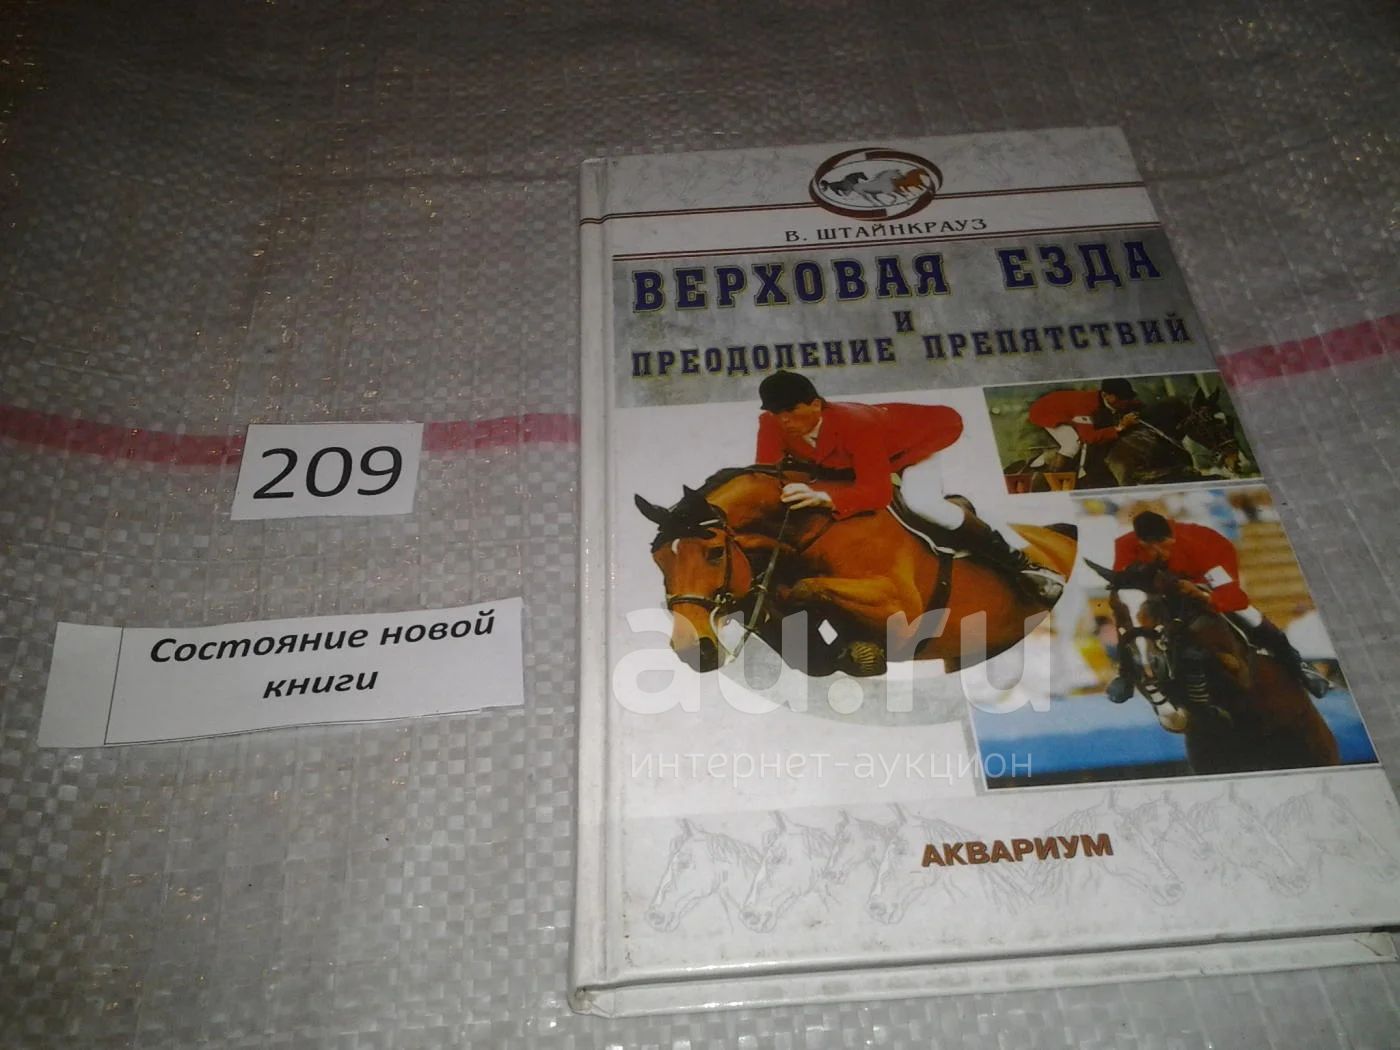 В. ШТАЙНКРАУЗ
ВЕРХОВАЯ ЕЗДА
И
ПРЕОДОЛЕНИЕ ПРЕПЯТСТВИЙ
209
Состояние новой
книги
au.ru
интернет-аукцион
АКВАРИУМ